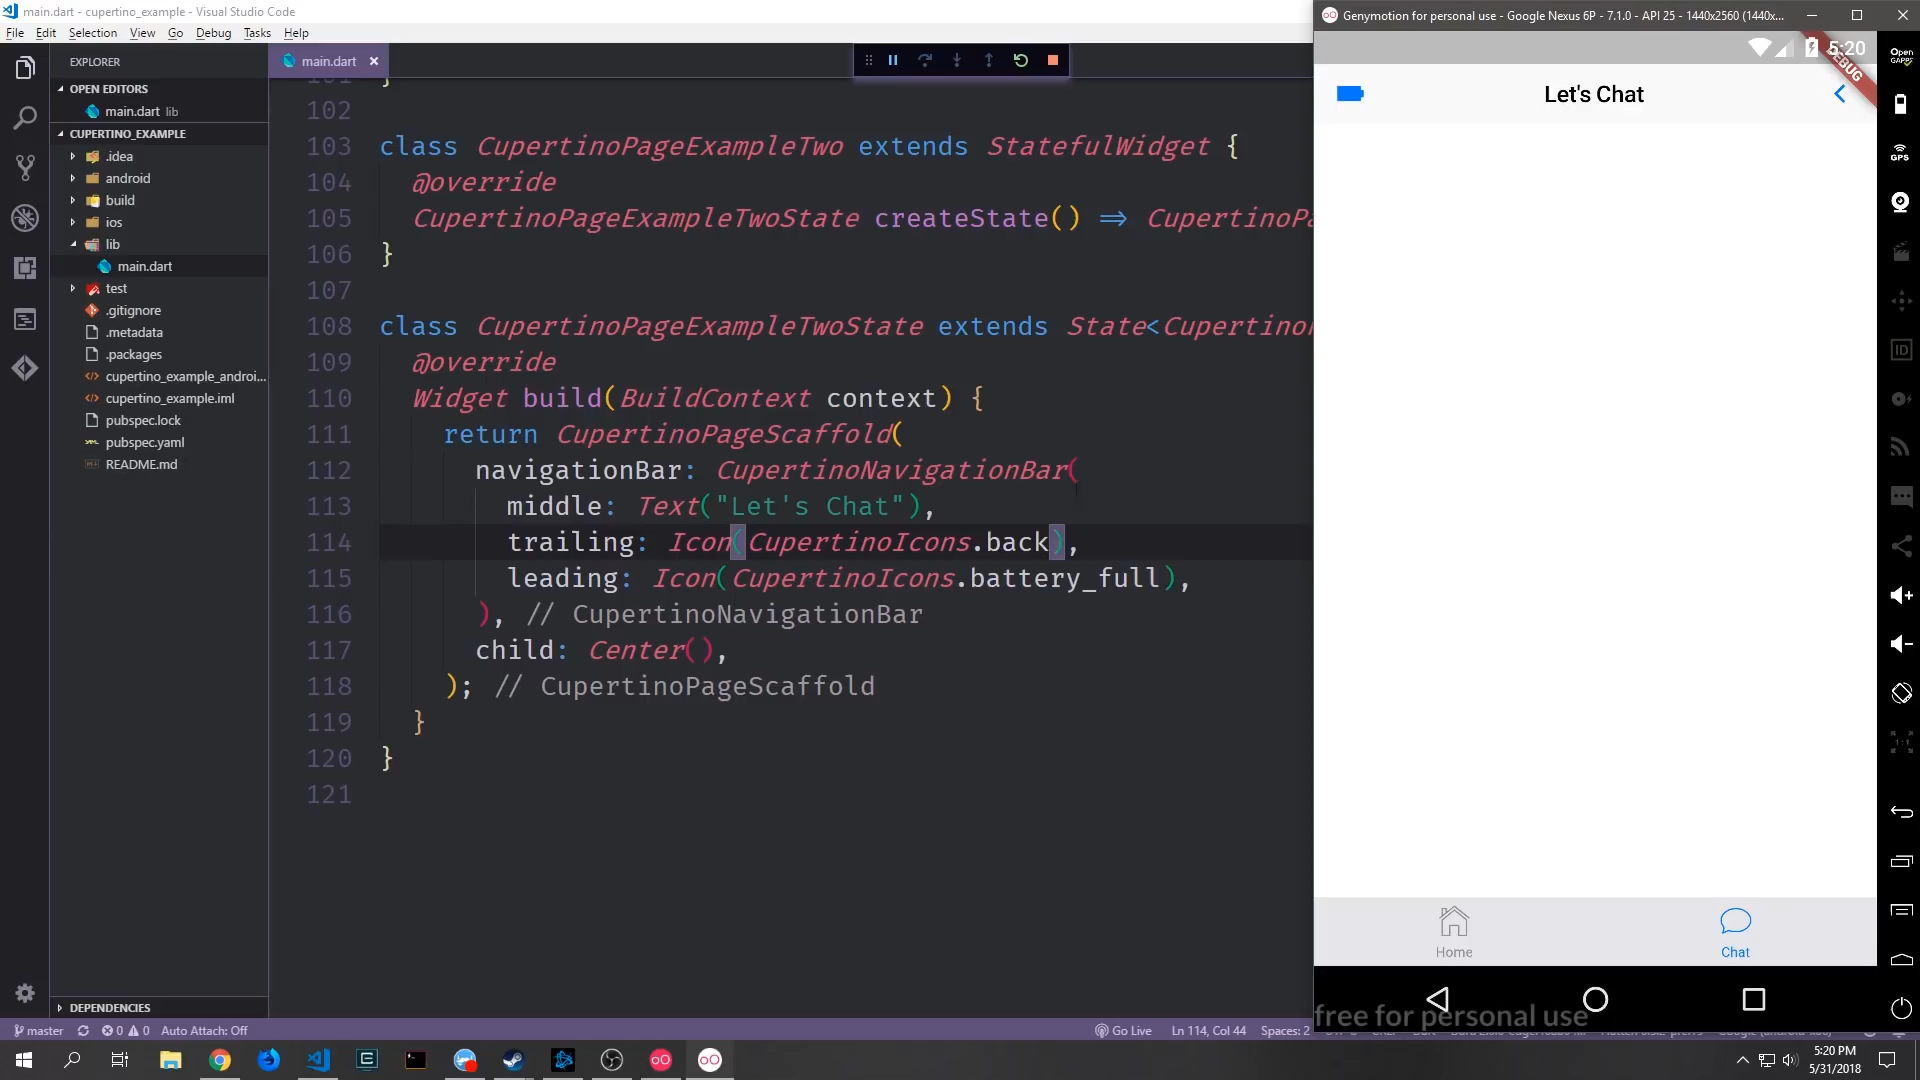 main.dart - cupertino_example - Visual Studio Code
File Edit Selection View Go Debug Tasks Help
EXPLORER
OPEN EDITORS
main.dart lib
CUPERTINO_EXAMPLE
.idea
android
build
ios
lib
main.dart
test
.gitignore
.metadata
.packages
cupertino_example_androi...
cupertino_example.iml
pubspec.lock
pubspec.yaml
README.md
DEPENDENCIES
main.dart
102
103 class CupertinoPageExampleTwo extends StatefulWidget {
104 @override
105 CupertinoPageExampleTwoState createState() => CupertinoPa
106 }
107
108 class CupertinoPageExampleTwoState extends State<Cupertino
109 @override
110 Widget build(BuildContext context) {
111 return CupertinoPageScaffold(
112 navigationBar: CupertinoNavigationBar(
113 middle: Text("Let's Chat"),
114 trailing: Icon(CupertinoIcons.back),
115 leading: Icon(CupertinoIcons.battery_full),
116 ), // CupertinoNavigationBar
117 child: Center(),
118 ); // CupertinoPageScaffold
119 }
120 }
121
Genymotion for personal use - Google Nexus 6P - 7.1.0 - API 25 - 1440x2560 (1440x...
5:20
DEBUG
Let's Chat
Home
Chat
free for personal use
Open GAPPS
GPS
ID
1:1
master 0 0 Auto Attach: Off
Go Live Ln 114, Col 44 Spaces: 2
5:20 PM
5/31/2018